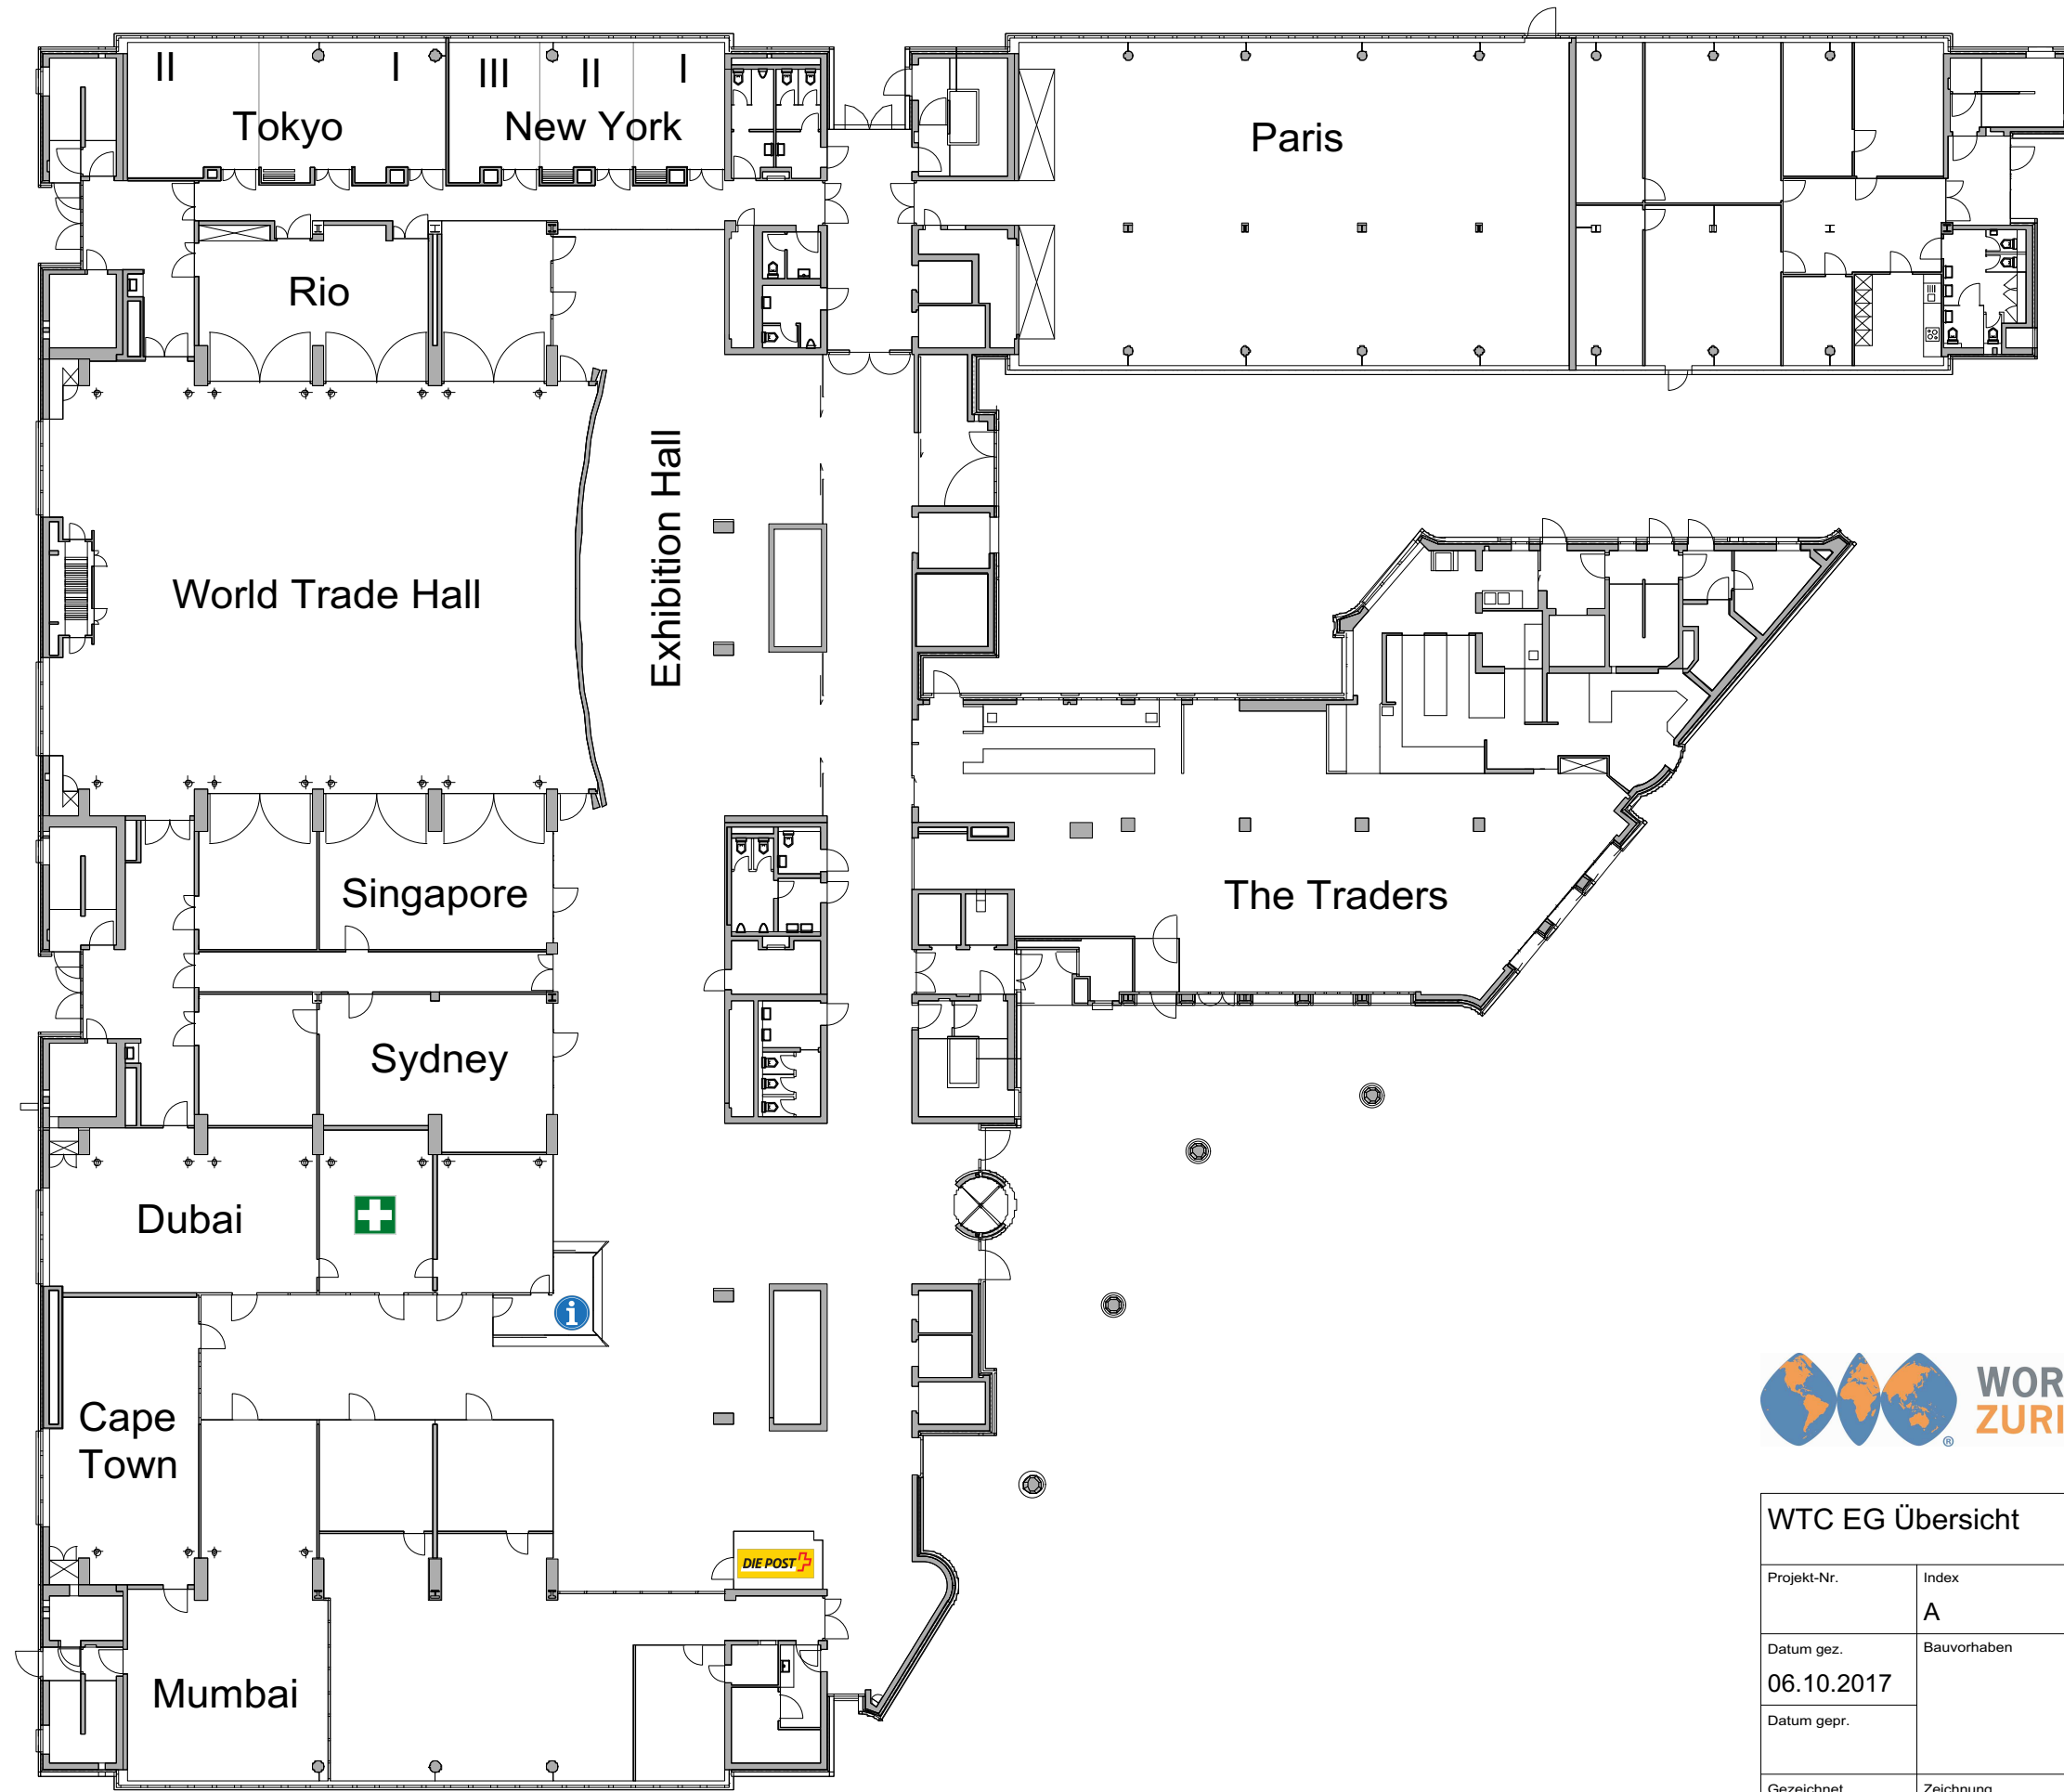 II
I
III
II
I
Tokyo
New York
Paris
Rio
Exhibition Hall
World Trade Hall
Singapore
The Traders
Sydney
Dubai
i
Cape
Town
DIE POST
Mumbai
WOR
ZURI
®
WTC EG Übersicht
Projekt-Nr.
Index
A
Datum gez.
Bauvorhaben
06.10.2017
Datum gepr.
Gezeichnet
Zeichnung